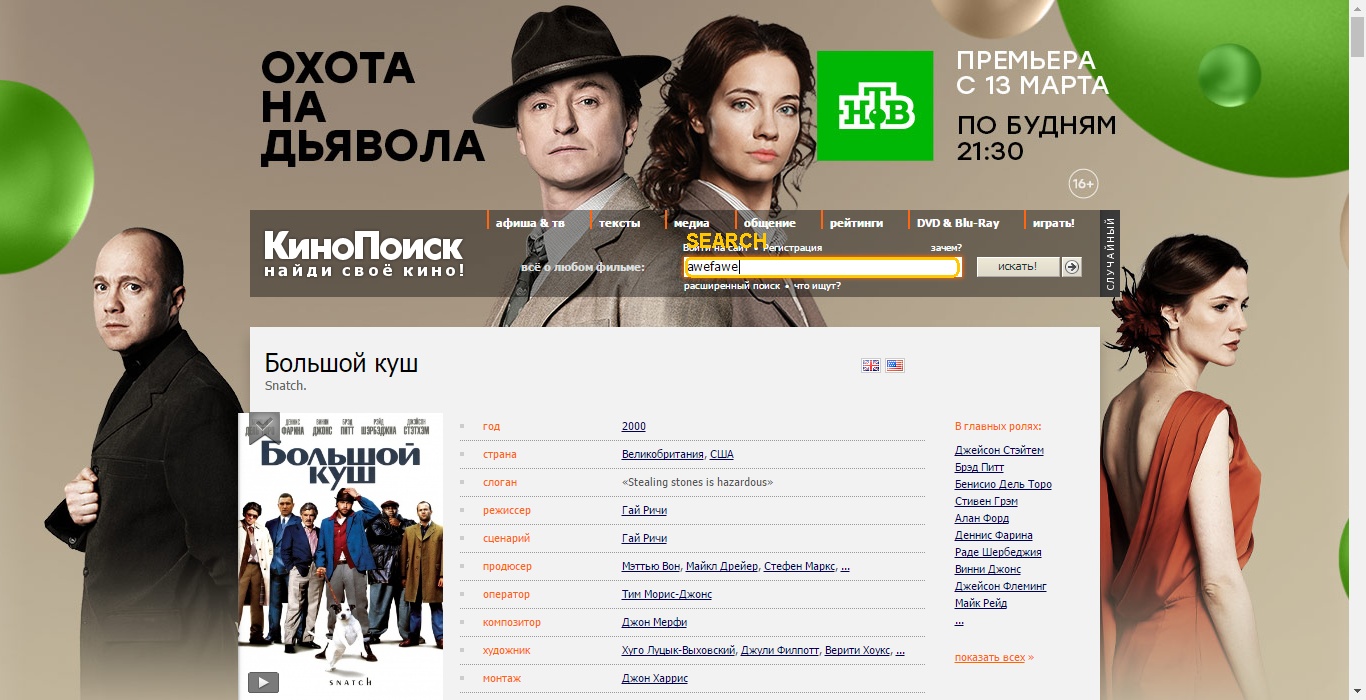 ОХОТА
НА
ДЬЯВОЛА
НТВ
ПРЕМЬЕРА
С 13 МАРТА
ПО БУДНЯМ
21:30
16+
афиша & тв
тексты
медиа
общение
рейтинги
DVD & Blu-Ray
играть!
КиноПоиск
найди своё кино!
SEARCH
Войти на сайт • Регистрация
зачем?
всё о любом фильме:
awefawe
искать!
расширенный поиск • что ищут?
СЛУЧАЙНЫЙ
Большой куш
Snatch.
ДЕННИС ФАРИНА
ВИННИ ДЖОНС
БРЭД ПИТТ
РЭЙД ШЭРБЭДЖИА
ДЖЕЙСОН СТЭТХЭМ
Большой
куш
SNATCH
год 2000
страна Великобритания, США
слоган «Stealing stones is hazardous»
режиссер Гай Ричи
сценарий Гай Ричи
продюсер Мэттью Вон, Майкл Дрейер, Стефен Маркс, ...
оператор Тим Морис-Джонс
композитор Джон Мерфи
художник Хуго Луцык-Выховский, Джули Филпотт, Верити Хоукс, ...
монтаж Джон Харрис
В главных ролях:
Джейсон Стэйтем
Брэд Питт
Бенисио Дель Торо
Стивен Грэм
Алан Форд
Деннис Фарина
Раде Шербеджия
Винни Джонс
Джейсон Флеминг
Майк Рейд
...
показать всех »